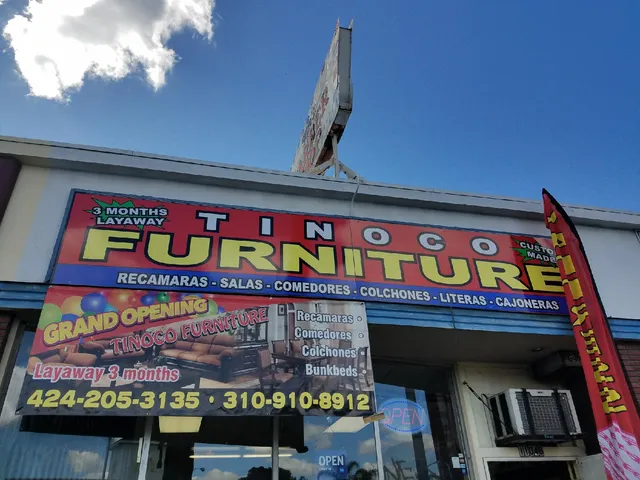 3 MONTHS
LAYAWAY
TINOCO
CUSTOM
MADE
FURNITURE
RECAMARAS - SALAS - COMEDORES - COLCHONES - LITERAS - CAJONERAS
GRAND OPENING
TINOCO FURNITURE
Layaway 3 months
Recamaras •
Comedores •
Colchones •
Bunkbeds •
424-205-3135 • 310-910-8912
OPEN
OPEN